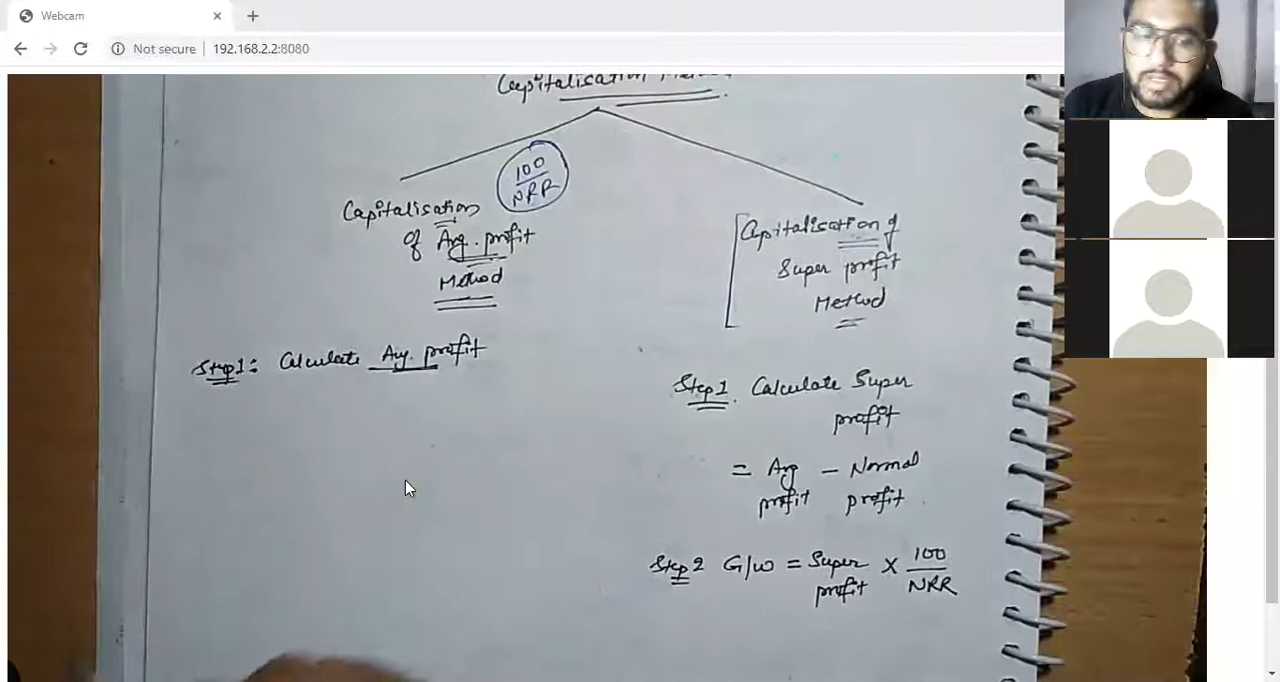 Webcam
Not secure
192.168.2.2:8080
Capitalisation
100
NRR
Capitalisation
of Avg. profit
Method
Capitalisation of
Super profit
Method
Step1: Calculate Avg. profit
Step1. Calculate Super
profit
= Avg - Normal
profit profit
Step 2 G/w = Super × 100
profit NRR